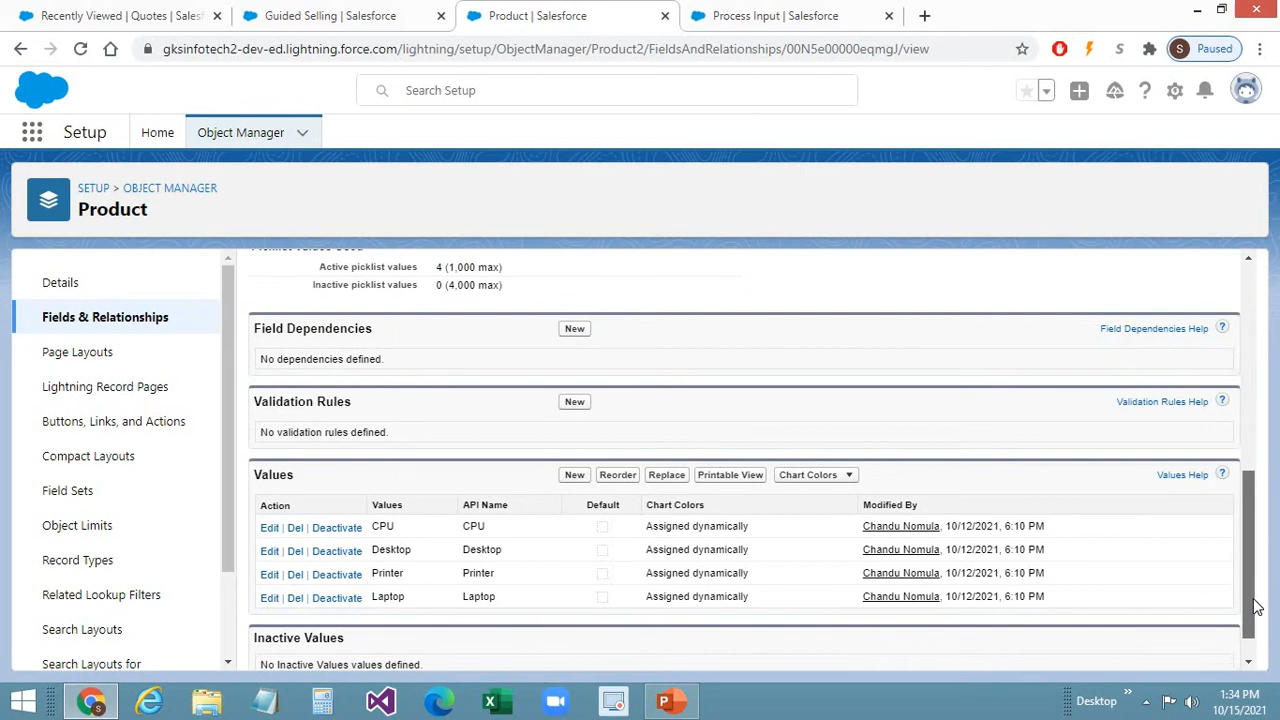 Recently Viewed | Quotes | Salesf
Guided Selling | Salesforce
Product | Salesforce
Process Input | Salesforce
gksinfotech2-dev-ed.lightning.force.com/lightning/setup/ObjectManager/Product2/FieldsAndRelationships/00N5e00000eqmgJ/view
S Paused
Search Setup
Setup
Home
Object Manager
SETUP > OBJECT MANAGER
Product
Details
Fields & Relationships
Page Layouts
Lightning Record Pages
Buttons, Links, and Actions
Compact Layouts
Field Sets
Object Limits
Record Types
Related Lookup Filters
Search Layouts
Search Layouts for
Picklist Values Used
Active picklist values 4 (1,000 max)
Inactive picklist values 0 (4,000 max)
Field Dependencies New Field Dependencies Help ?
No dependencies defined.
Validation Rules New Validation Rules Help ?
No validation rules defined.
Values New Reorder Replace Printable View Chart Colors ▼ Values Help ?
Action Values API Name Default Chart Colors Modified By
Edit | Del | Deactivate CPU CPU Assigned dynamically Chandu Nomula, 10/12/2021, 6:10 PM
Edit | Del | Deactivate Desktop Desktop Assigned dynamically Chandu Nomula, 10/12/2021, 6:10 PM
Edit | Del | Deactivate Printer Printer Assigned dynamically Chandu Nomula, 10/12/2021, 6:10 PM
Edit | Del | Deactivate Laptop Laptop Assigned dynamically Chandu Nomula, 10/12/2021, 6:10 PM
Inactive Values
No Inactive Values values defined.
Desktop
1:34 PM
10/15/2021